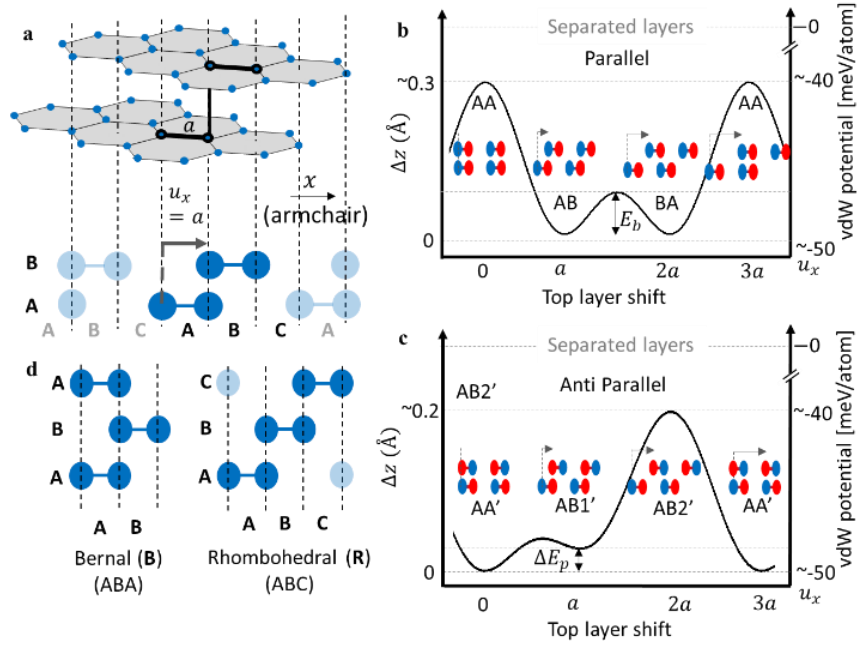 a
a
u_x
= a
x
(armchair)
B
A
A B C A B C A
d
A
B
A
A B
Bernal (B)
(ABA)
C
B
A
A B C
Rhombohedral (R)
(ABC)
b
Separated layers
Parallel
~0.3
AA
AA
AB
BA
E_b
0
Δz (Å)
0
a
2a
3a
u_x
Top layer shift
0
~-40
~-50
vdW potential [meV/atom]
c
Separated layers
AB2’
Anti Parallel
~0.2
AA’
AB1’
AB2’
AA’
ΔE_p
0
Δz (Å)
0
a
2a
3a
u_x
Top layer shift
0
~-40
~-50
vdW potential [meV/atom]